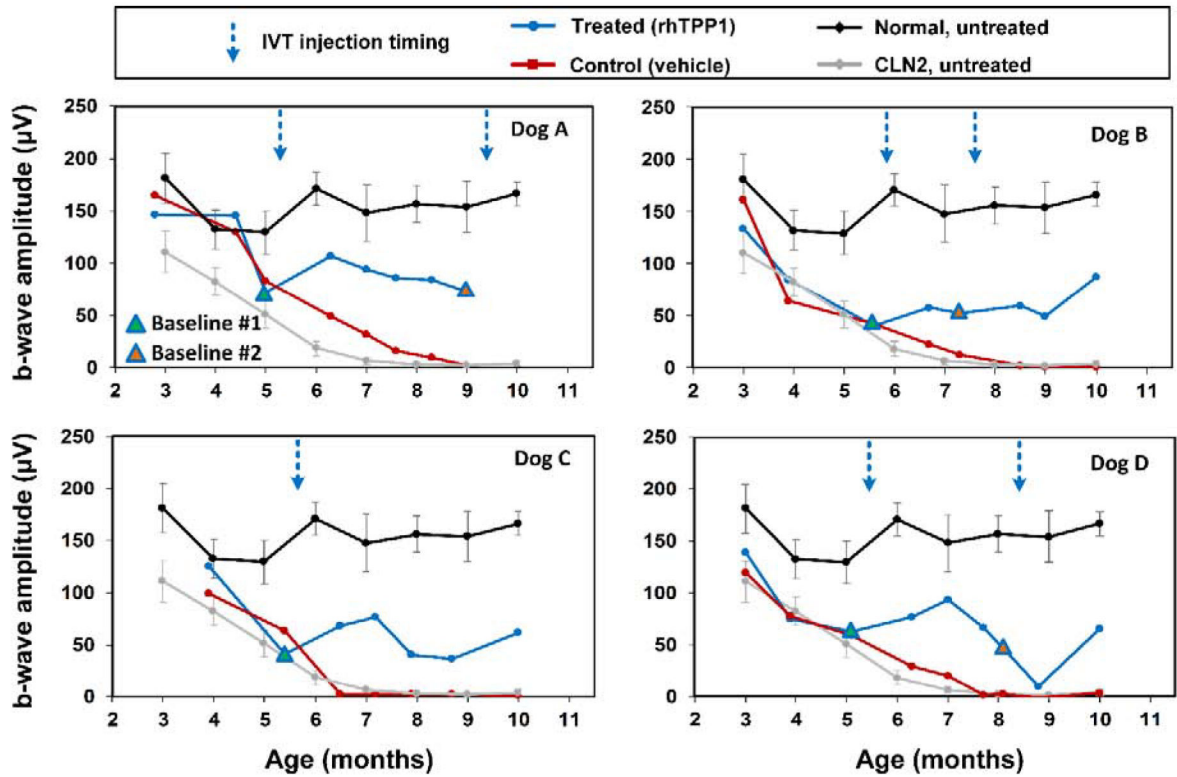 IVT injection timing
Treated (rhTPP1)
Normal, untreated
Control (vehicle)
CLN2, untreated
b-wave amplitude (µV)
250
200
150
100
50
0
Dog A
Baseline #1
Baseline #2
2 3 4 5 6 7 8 9 10 11
250
200
150
100
50
0
Dog B
2 3 4 5 6 7 8 9 10 11
b-wave amplitude (µV)
250
200
150
100
50
0
Dog C
2 3 4 5 6 7 8 9 10 11
Age (months)
250
200
150
100
50
0
Dog D
2 3 4 5 6 7 8 9 10 11
Age (months)